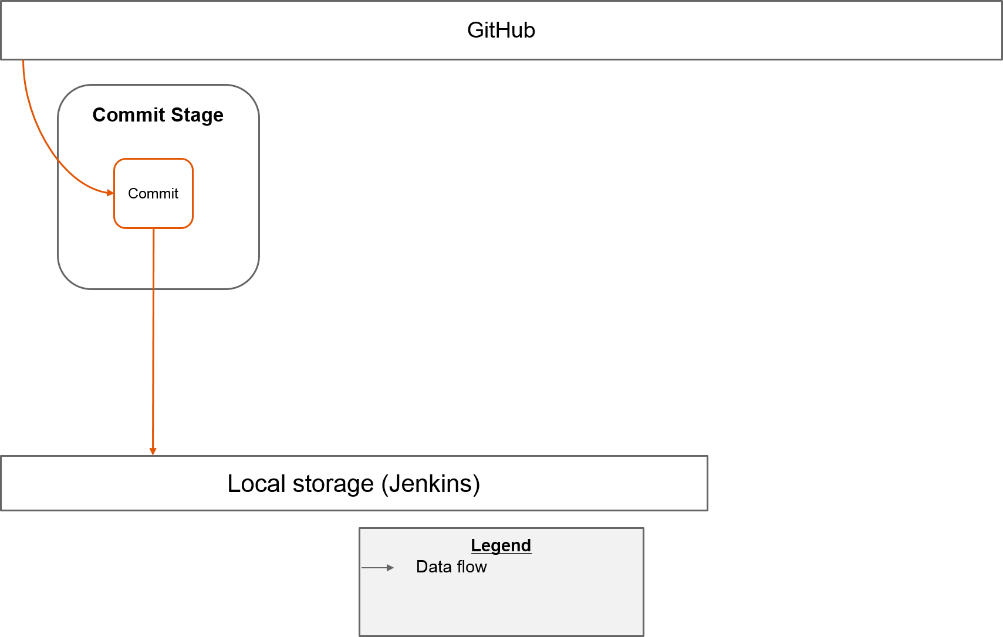 GitHub
Commit Stage
Commit
Local storage (Jenkins)
Legend
Data flow